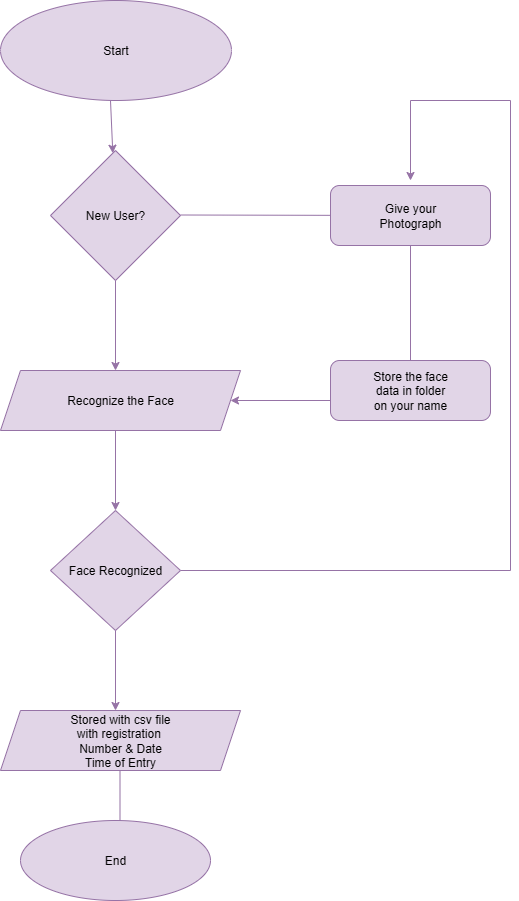 Start
New User?
Give your
Photograph
Recognize the Face
Store the face
data in folder
on your name
Face Recognized
Stored with csv file
with registration
Number & Date
Time of Entry
End